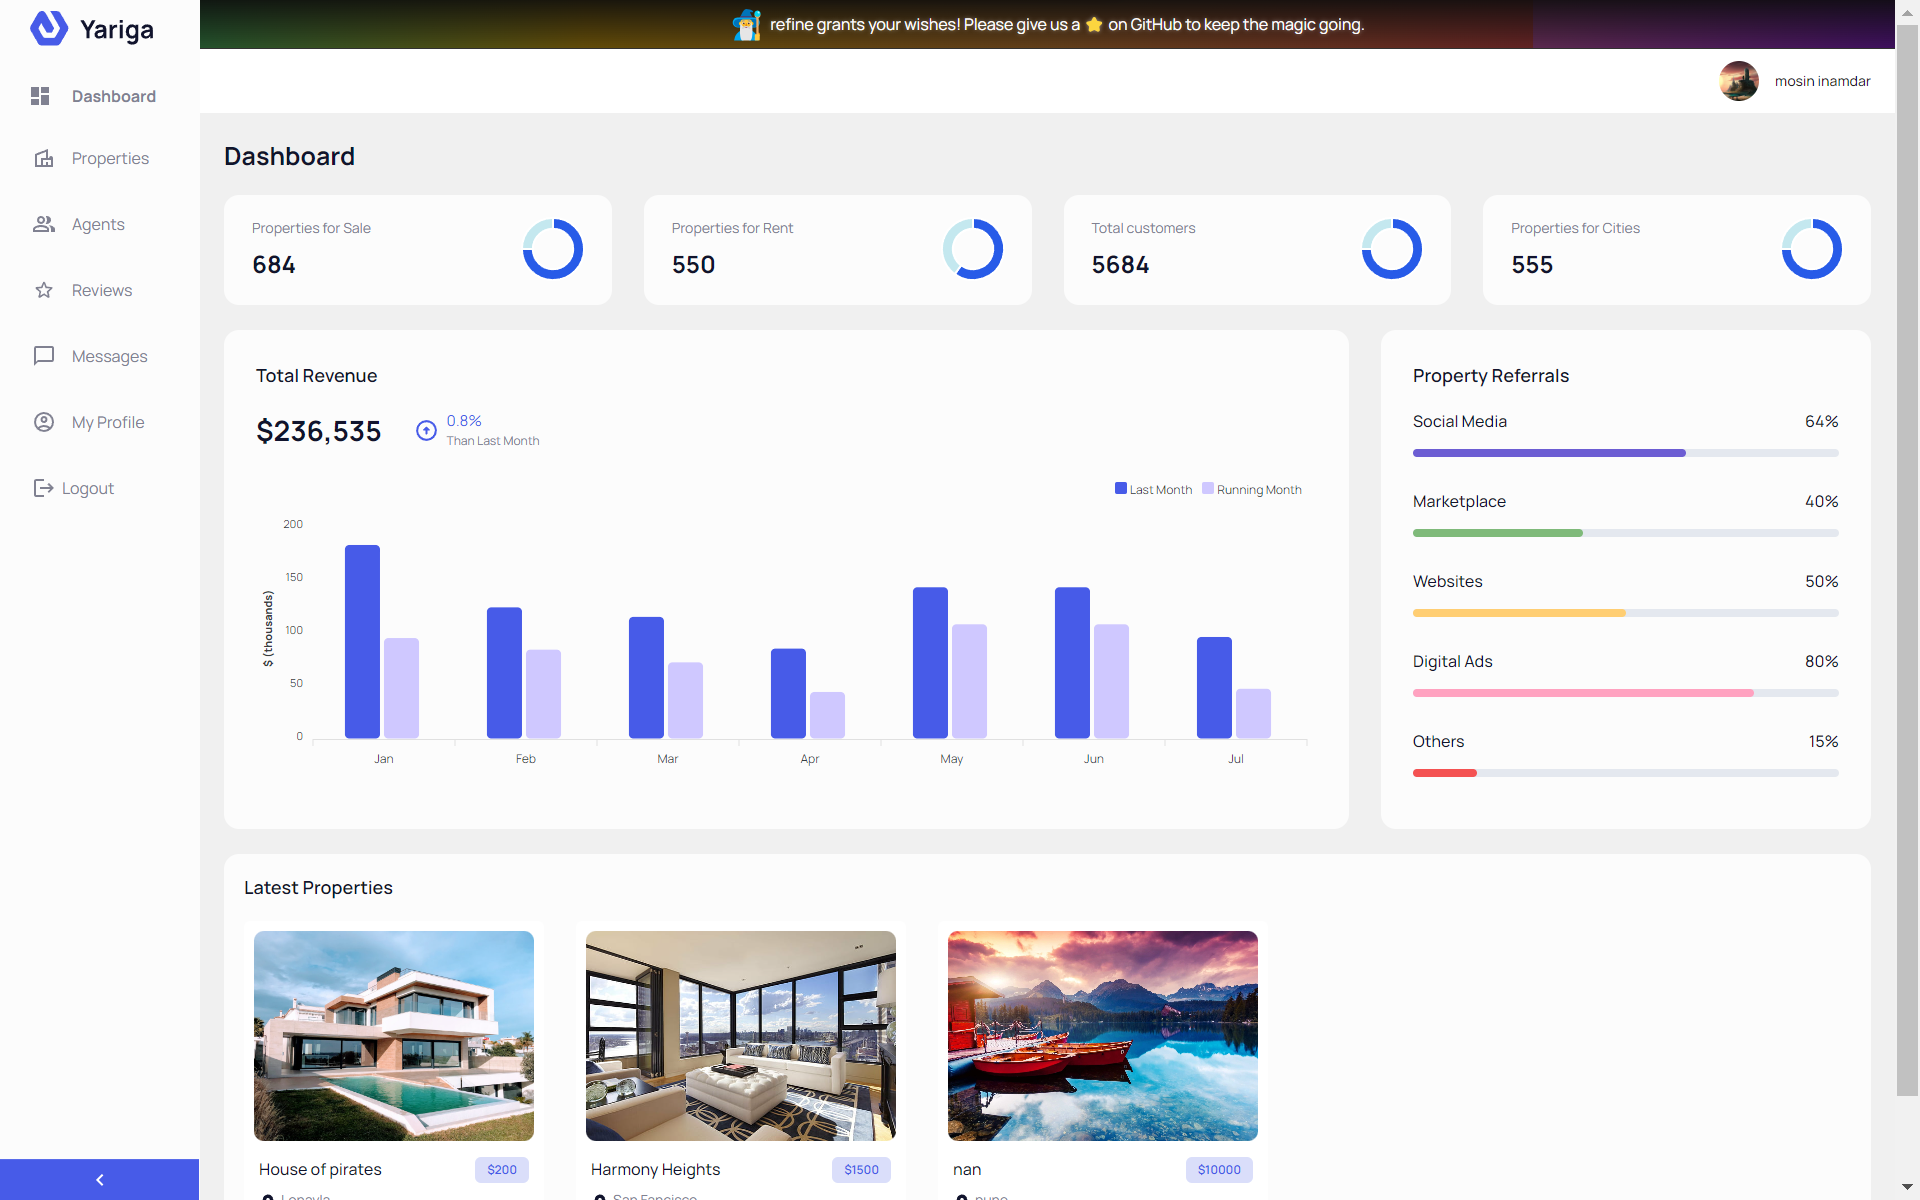 Yariga
refine grants your wishes! Please give us a ⭐ on GitHub to keep the magic going.
mosin inamdar
Dashboard
Properties
Agents
Reviews
Messages
My Profile
Logout
Dashboard
Properties for Sale
684
Properties for Rent
550
Total customers
5684
Properties for Cities
555
Total Revenue
$236,535
0.8%
Than Last Month
Last Month Running Month
$ (thousands)
200
150
100
50
0
Jan Feb Mar Apr May Jun Jul
Property Referrals
Social Media 64%
Marketplace 40%
Websites 50%
Digital Ads 80%
Others 15%
Latest Properties
House of pirates $200
Harmony Heights $1500
nan $10000